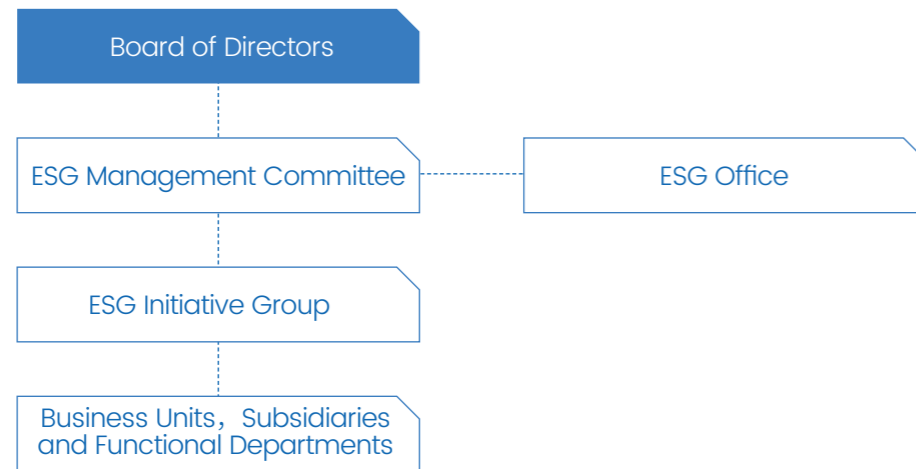 Board of Directors
ESG Management Committee
ESG Office
ESG Initiative Group
Business Units，Subsidiaries
and Functional Departments